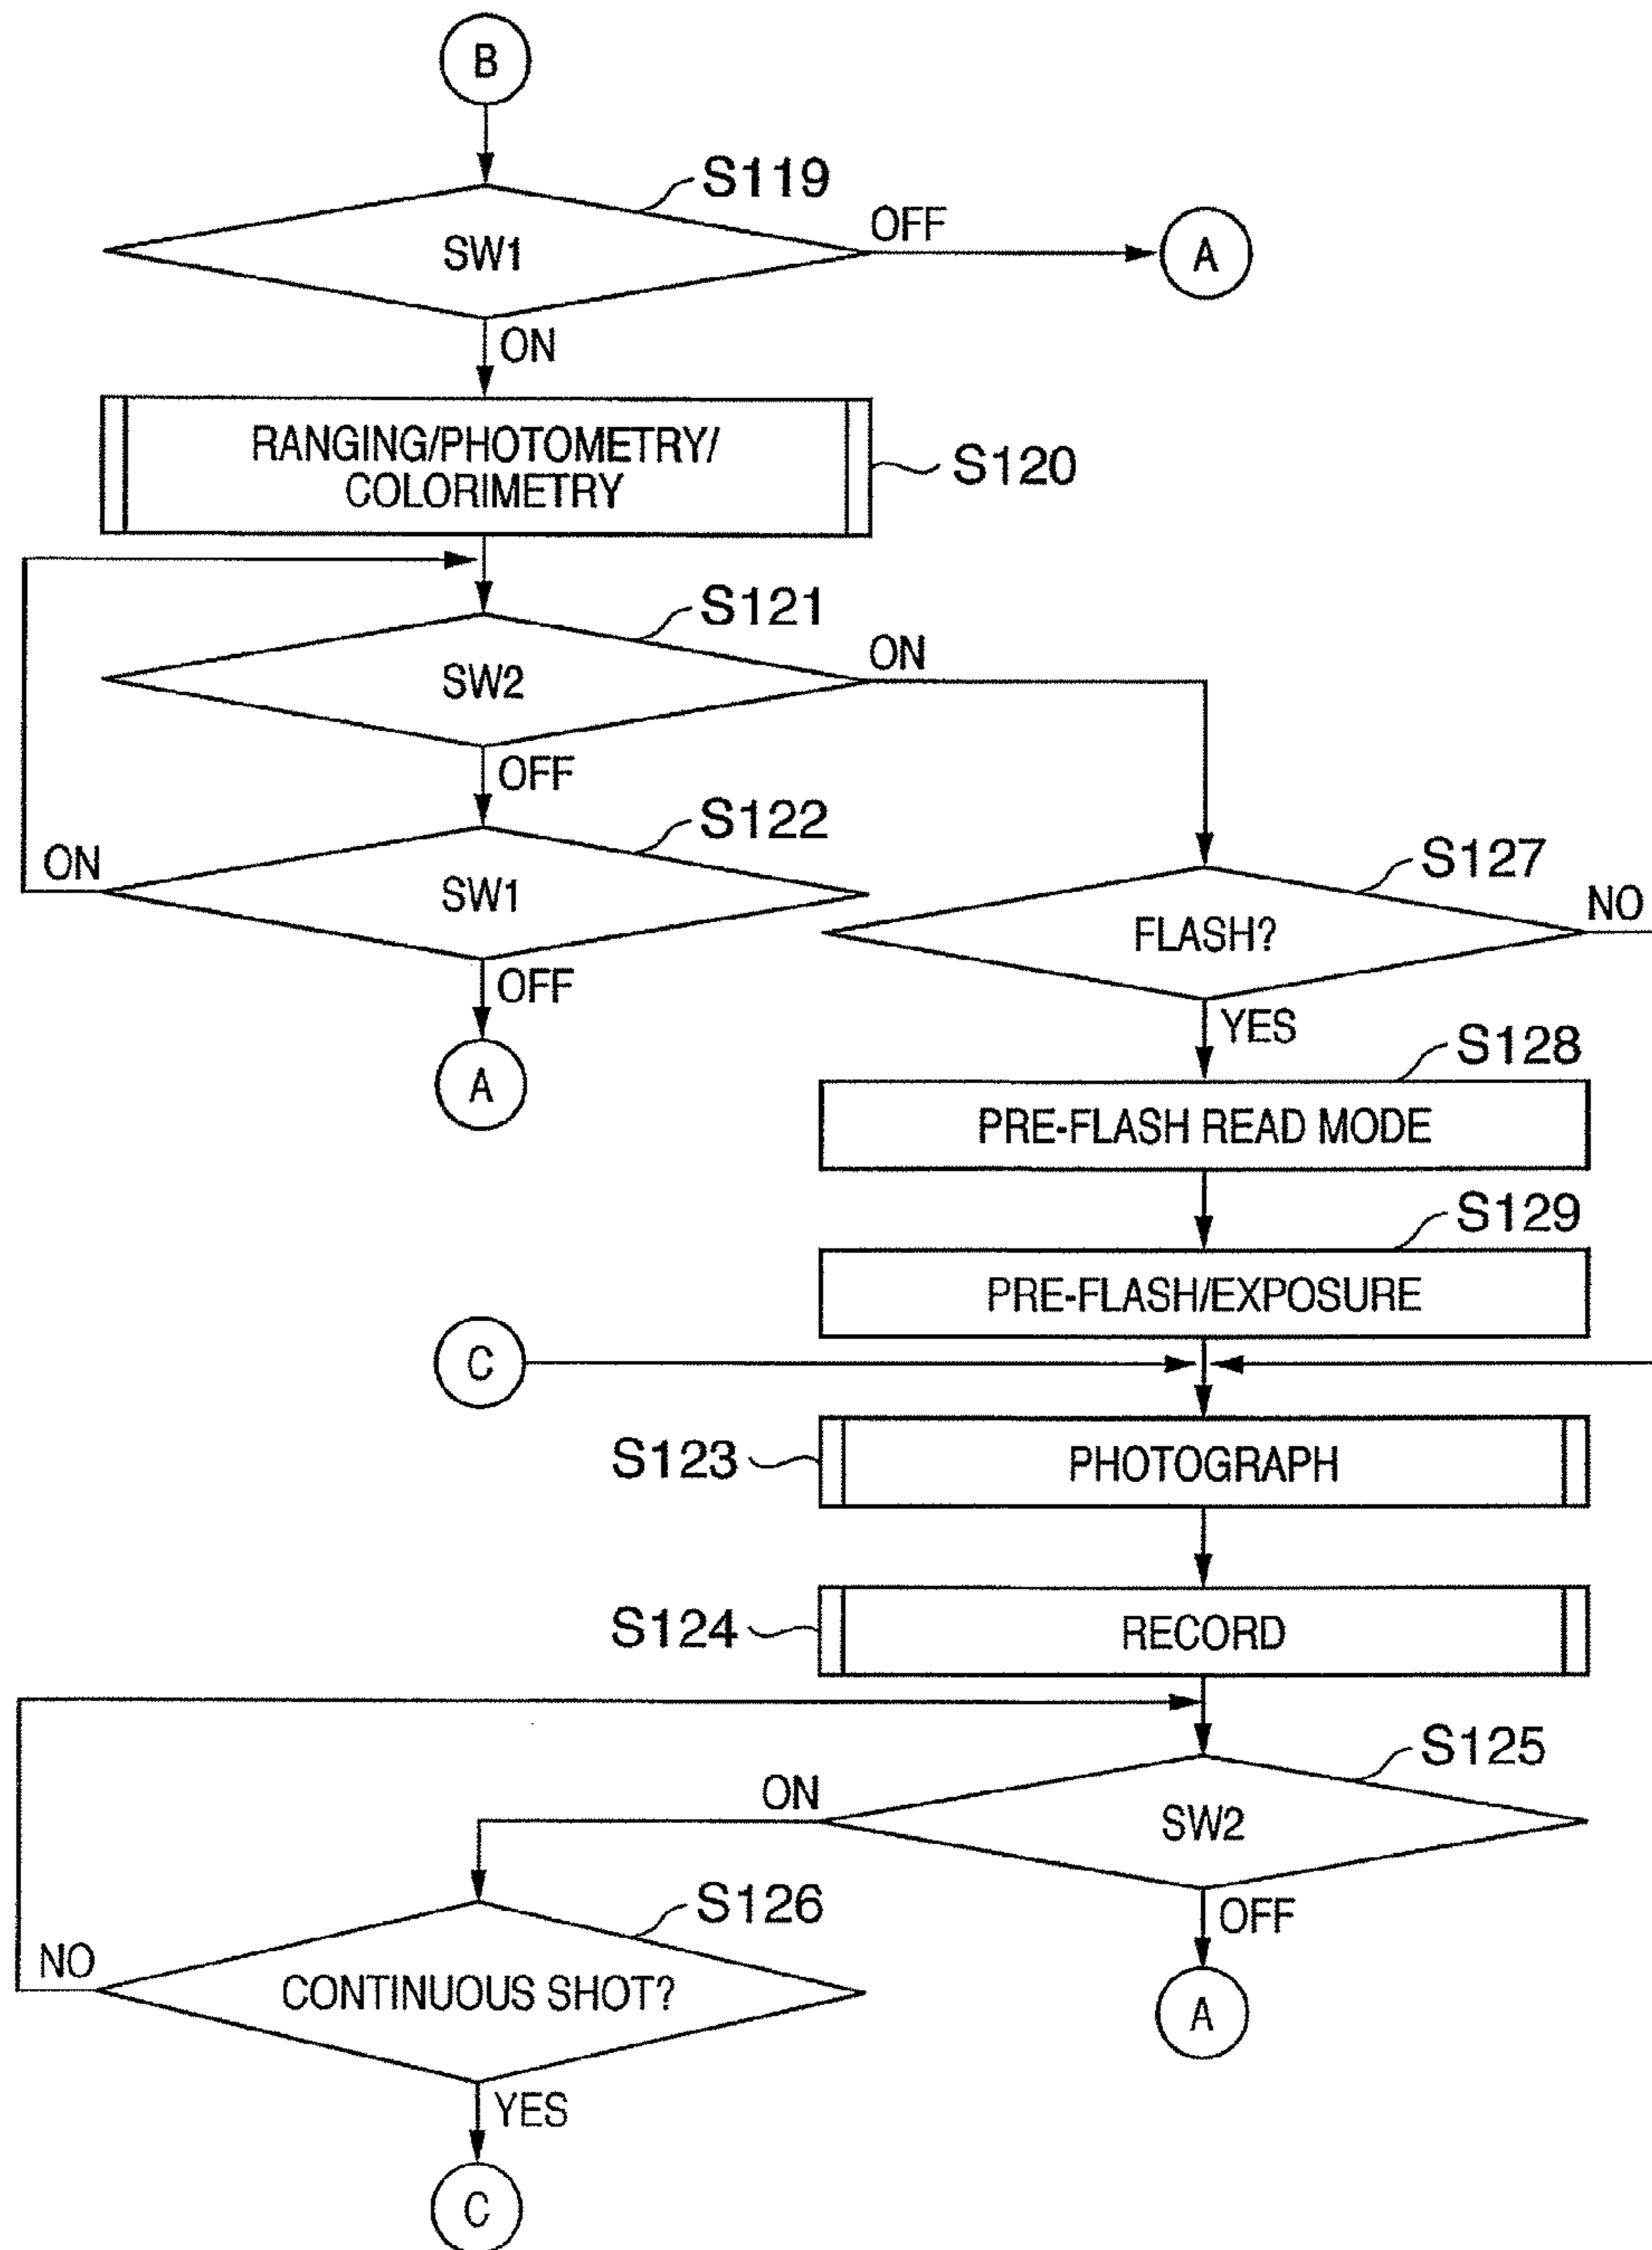 B
S119
SW1
OFF
A
ON
RANGING/PHOTOMETRY/
COLORIMETRY
S120
S121
SW2
ON
OFF
S122
ON
SW1
OFF
A
S127
FLASH?
NO
YES
S128
PRE-FLASH READ MODE
S129
PRE-FLASH/EXPOSURE
C
S123
PHOTOGRAPH
S124
RECORD
S125
ON
SW2
OFF
A
S126
NO
CONTINUOUS SHOT?
YES
C